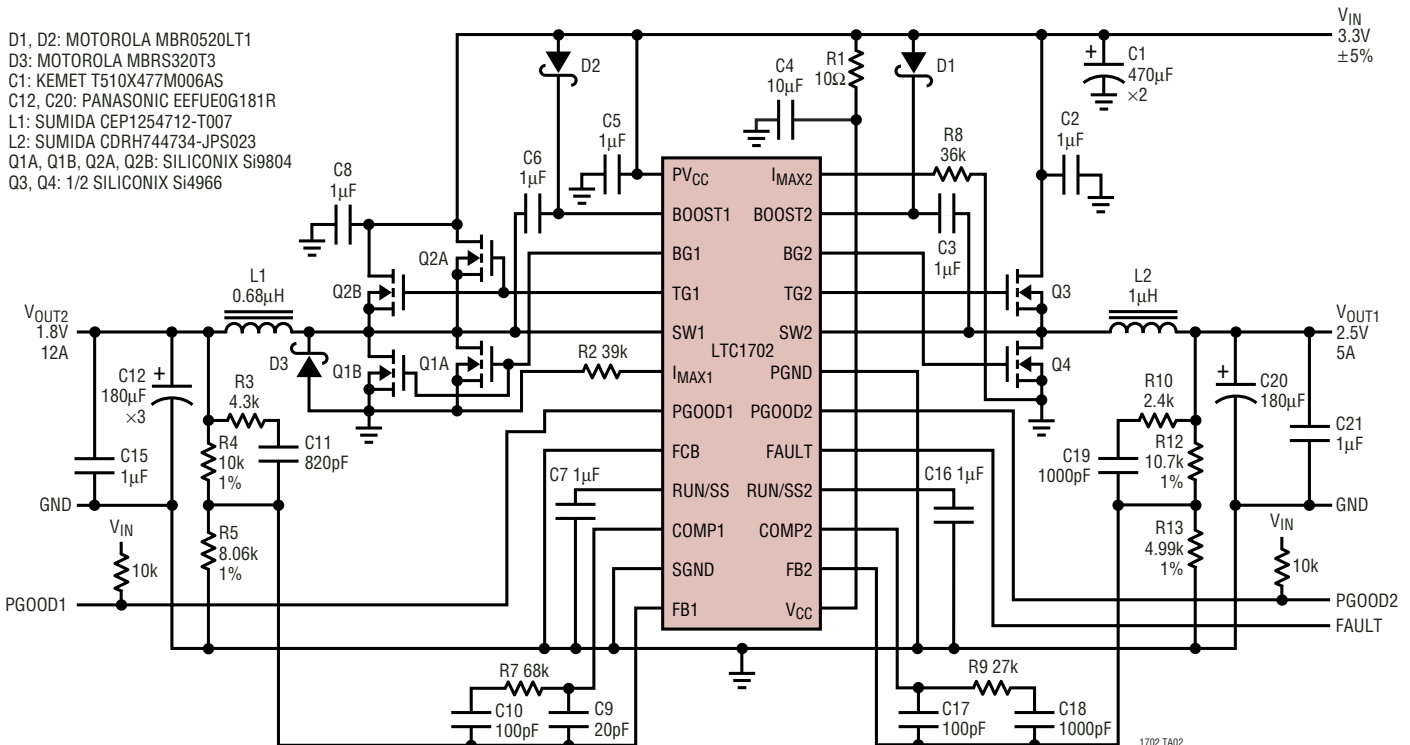 D1, D2: MOTOROLA MBR0520LT1
D3: MOTOROLA MBRS320T3
C1: KEMET T510X477M006AS
C12, C20: PANASONIC EEFUE0G181R
L1: SUMIDA CEP1254712-T007
L2: SUMIDA CDRH744734-JPS023
Q1A, Q1B, Q2A, Q2B: SILICONIX Si9804
Q3, Q4: 1/2 SILICONIX Si4966
VIN
3.3V
±5%
D2
C4
10µF
R1
10Ω
D1
+
C1
470µF
×2
C5
1µF
C6
1µF
C8
1µF
R8
36k
C2
1µF
PVCC
BOOST1
BG1
TG1
SW1
IMAX1
PGOOD1
FCB
RUN/SS
COMP1
SGND
FB1
LTC1702
IMAX2
BOOST2
BG2
TG2
SW2
PGND
PGOOD2
FAULT
RUN/SS2
COMP2
FB2
VCC
C3
1µF
Q2A
Q2B
Q3
L1
0.68µH
L2
1µH
VOUT2
1.8V
12A
VOUT1
2.5V
5A
D3
Q1B
Q1A
R2 39k
Q4
C12
180µF
×3
+
R3
4.3k
R4
10k
1%
C11
820pF
C15
1µF
R10
2.4k
+
C20
180µF
C21
1µF
R12
10.7k
1%
C19
1000pF
C7 1µF
C16 1µF
GND
GND
VIN
10k
R5
8.06k
1%
R13
4.99k
1%
VIN
10k
PGOOD1
PGOOD2
FAULT
R7 68k
C10
100pF
C9
20pF
R9 27k
C17
100pF
C18
1000pF
1702 TA02